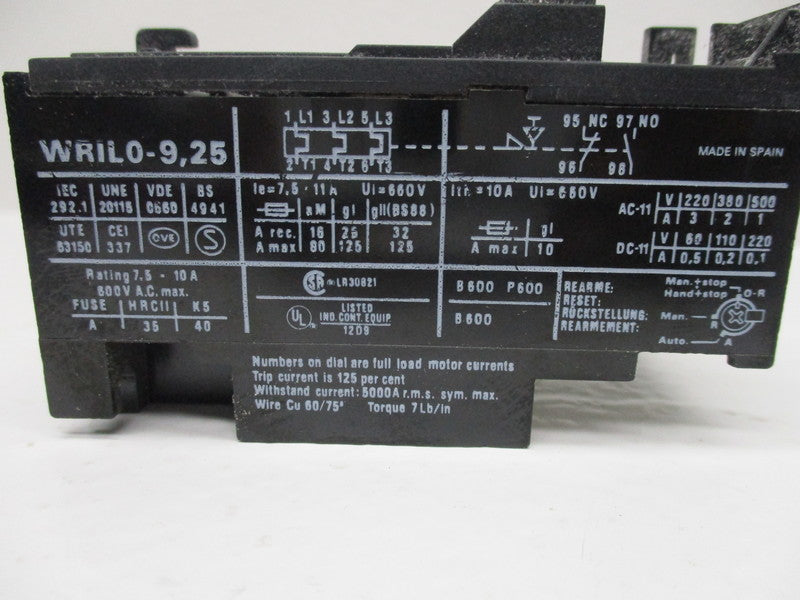 WRIL0-9,25
1 L1 3 L2 5 L3
2 T1 4 T2 6 T3
95 NC 97 NO
96 98
MADE IN SPAIN
IEC UNE VDE BS
292.1 20115 0660 4941
UTE CEI
63150 337 CVE S
Ie=7,5-11A Ui=660V
aM gI gII(BS88)
A rec. 16 25 32
A max 80 125 125
Ith=10A Ui=660V
gI
A max 10
AC-11 V 220 380 500
A 3 2 1
DC-11 V 60 110 220
A 0,5 0,2 0,1
Rating 7.5 - 10A
600V A.C. max.
FUSE HRCII K5
A 35 40
SA LR30821
UL LISTED
IND. CONT. EQUIP
12D9
B600 P600
B600
REARME:
RESET:
RÜCKSTELLUNG:
REARMEMENT:
Man.+stop
Hand+stop O-R
Man. R
Auto. A
Numbers on dial are full load motor currents
Trip current is 125 per cent
Withstand current: 5000A r.m.s. sym. max.
Wire Cu 60/75° Torque 7 Lb/in